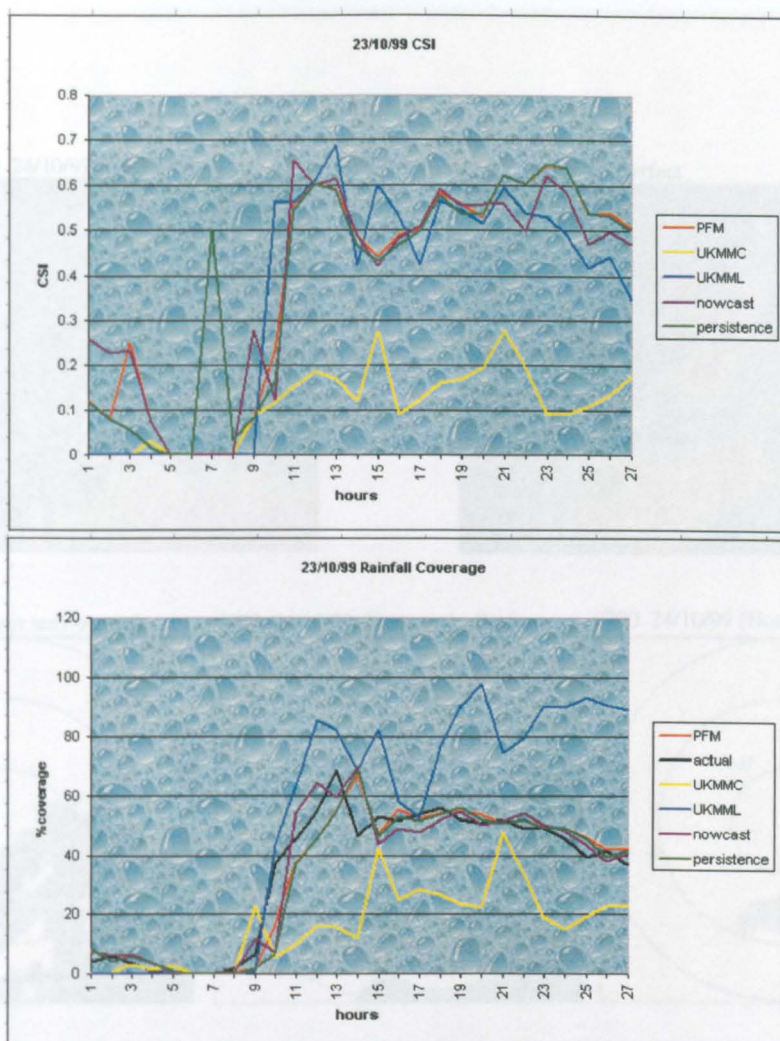 23/10/99 CSI
0.8
0.7
0.6
0.5
0.4
0.3
0.2
0.1
0
CSI
1 3 5 7 9 11 13 15 17 19 21 23 25 27
hours
PFM
UKMMC
UKMML
nowcast
persistence
23/10/99 Rainfall Coverage
120
100
80
60
40
20
0
%coverage
1 3 5 7 9 11 13 15 17 19 21 23 25 27
hours
PFM
actual
UKMMC
UKMML
nowcast
persistence
24/10/99